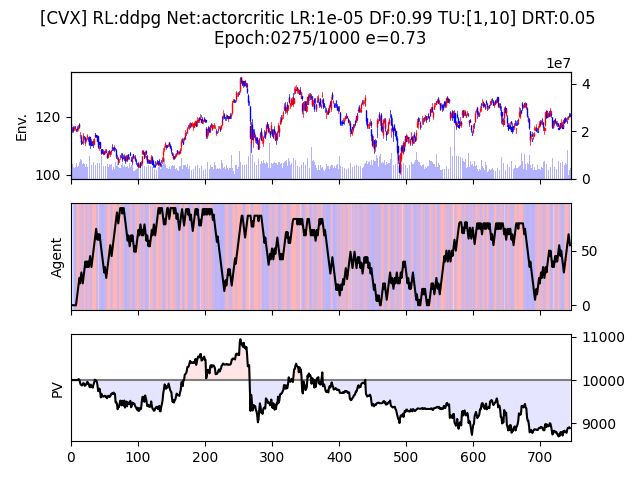 [CVX] RL:ddpg Net:actorcritic LR:1e-05 DF:0.99 TU:[1,10] DRT:0.05
Epoch:0275/1000 e=0.73
1e7
Env.
120
100
4
2
0
Agent
50
0
PV
11000
10000
9000
0 100 200 300 400 500 600 700